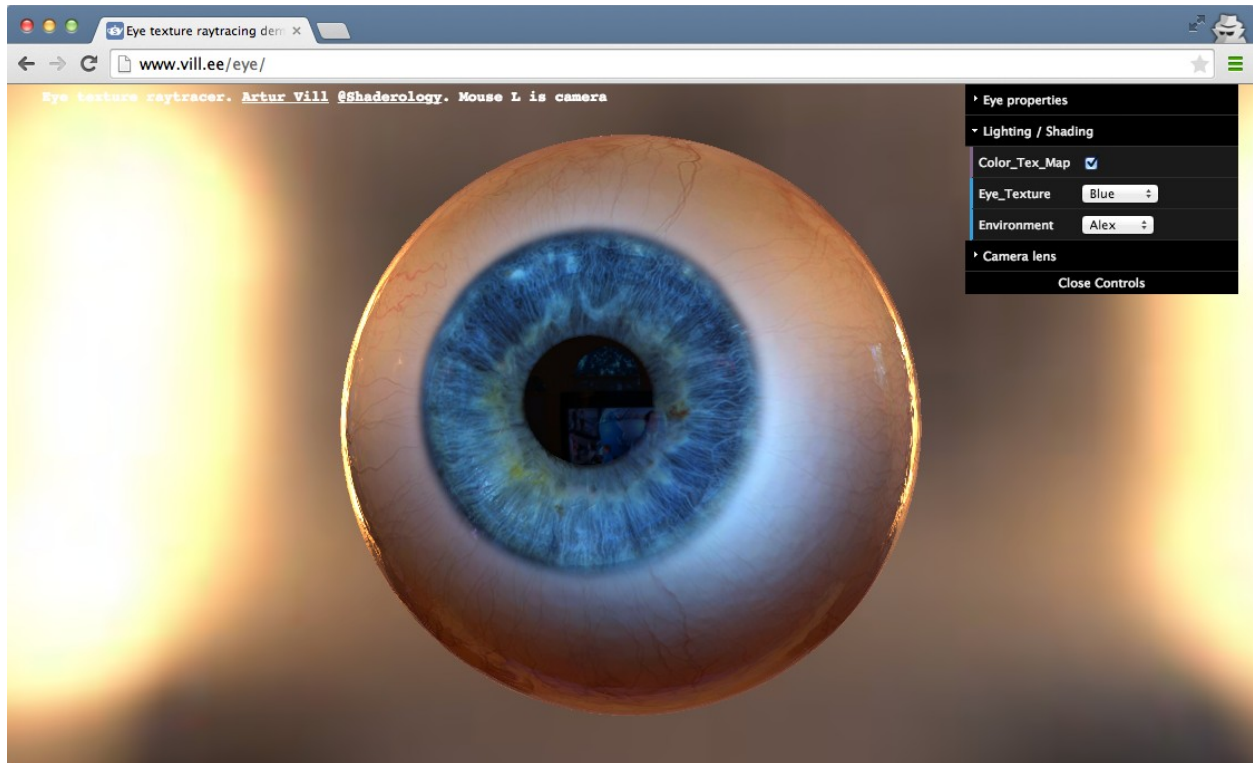 Eye texture raytracing dem
www.vill.ee/eye/
Eye texture raytracer. Artur Vill @Shaderology. Mouse L is camera
Eye properties
Lighting / Shading
Color_Tex_Map
Eye_Texture Blue
Environment Alex
Camera lens
Close Controls